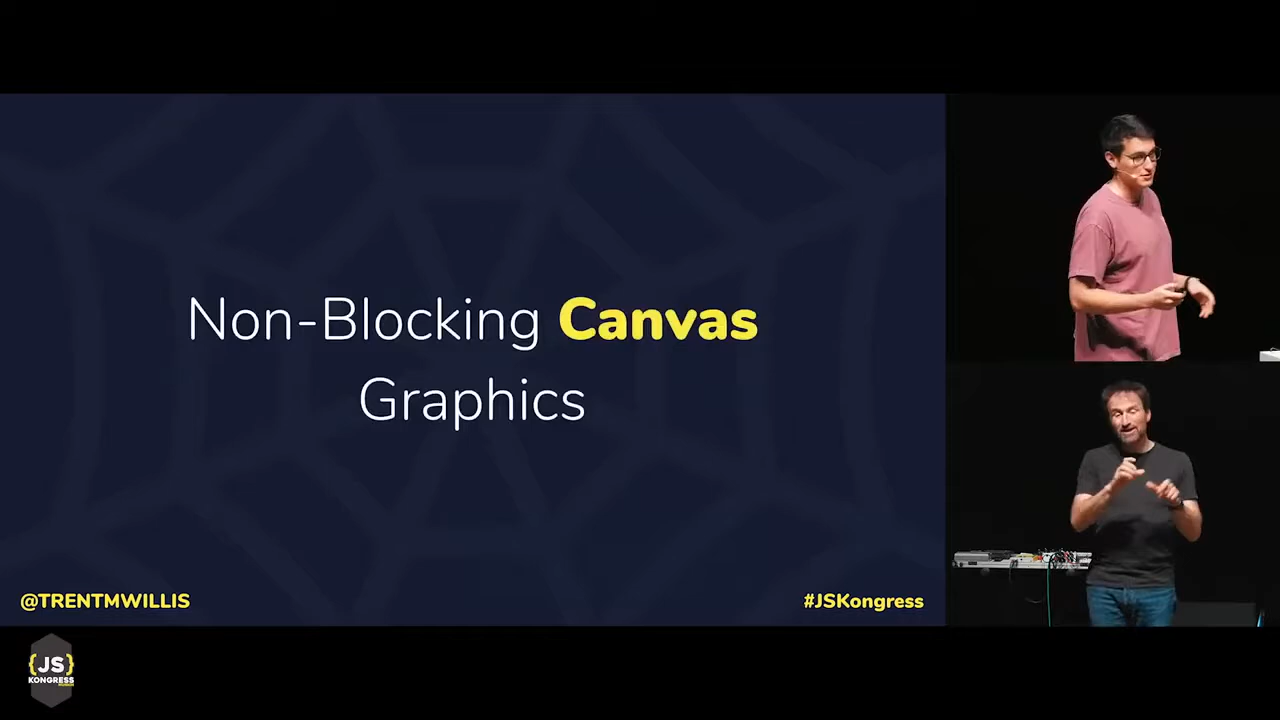 Non-Blocking Canvas
Graphics
@TRENTMWILLIS
#JSKongress
{JS}
KONGRESS